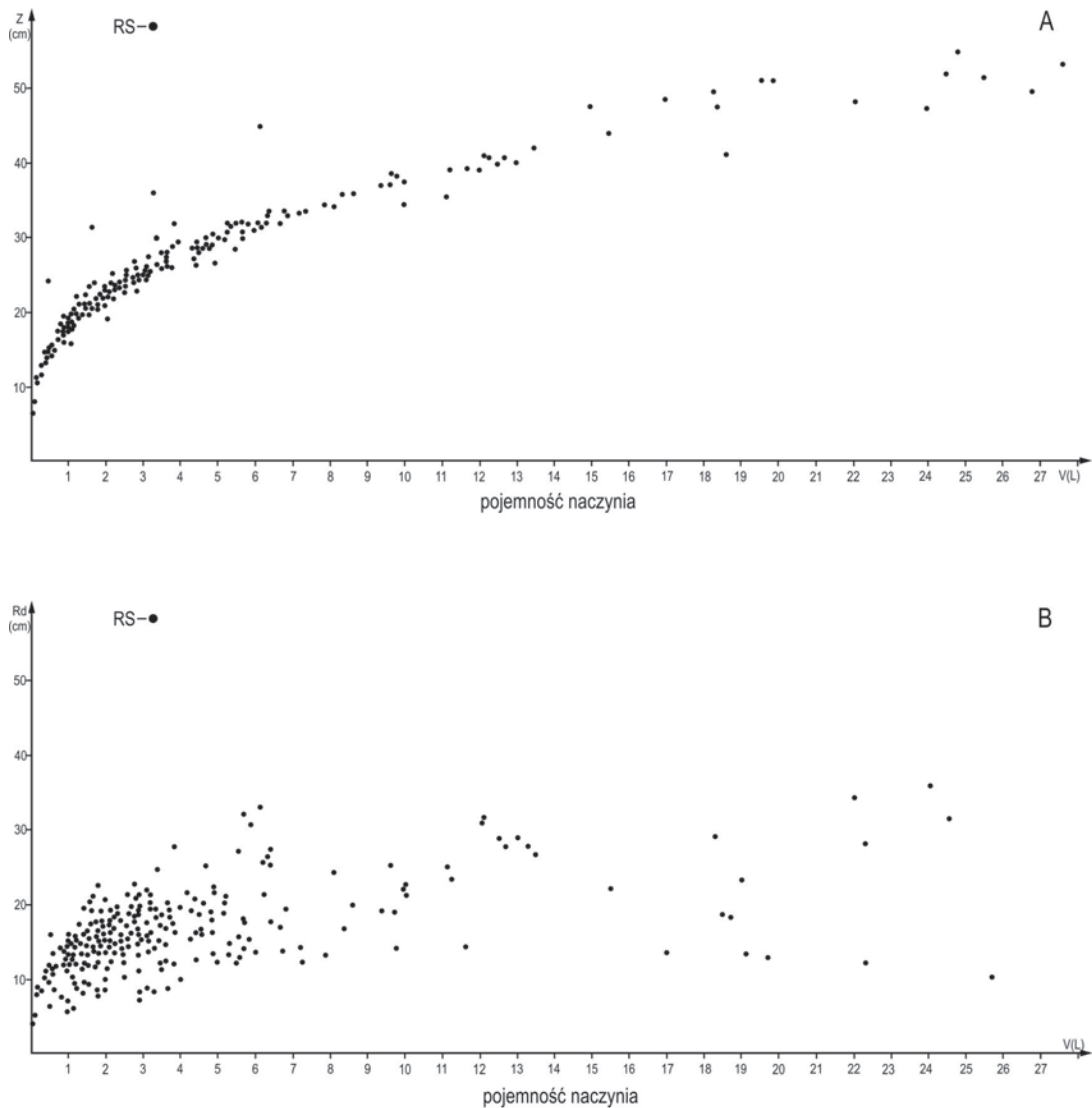 Z
(cm)
RS
A
50
40
30
20
10
1 2 3 4 5 6 7 8 9 10 11 12 13 14 15 16 17 18 19 20 21 22 23 24 25 26 27 V(L)
pojemność naczynia
Rd
(cm)
RS
B
50
40
30
20
10
V(L)
1 2 3 4 5 6 7 8 9 10 11 12 13 14 15 16 17 18 19 20 21 22 23 24 25 26 27
pojemność naczynia